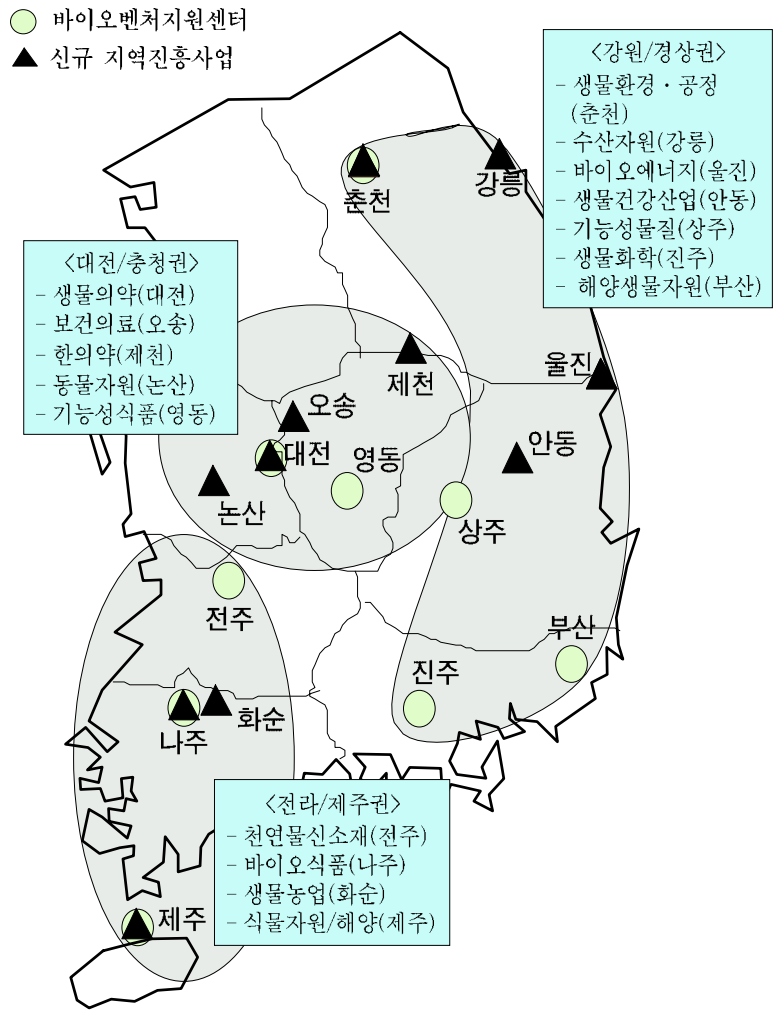 바이오벤처지원센터
신규 지역진흥사업
<강원/경상권>
- 생물환경·공정
(춘천)
- 수산자원(강릉)
- 바이오에너지(울진)
- 생물건강산업(안동)
- 기능성물질(상주)
- 생물화학(진주)
- 해양생물자원(부산)
춘천
강릉
<대전/충청권>
- 생물의약(대전)
- 보건의료(오송)
- 한의약(제천)
- 동물자원(논산)
- 기능성식품(영동)
제천
울진
오송
대전
영동
안동
논산
상주
전주
부산
진주
나주
화순
<전라/제주권>
- 천연물신소재(전주)
- 바이오식품(나주)
- 생물농업(화순)
- 식물자원/해양(제주)
제주